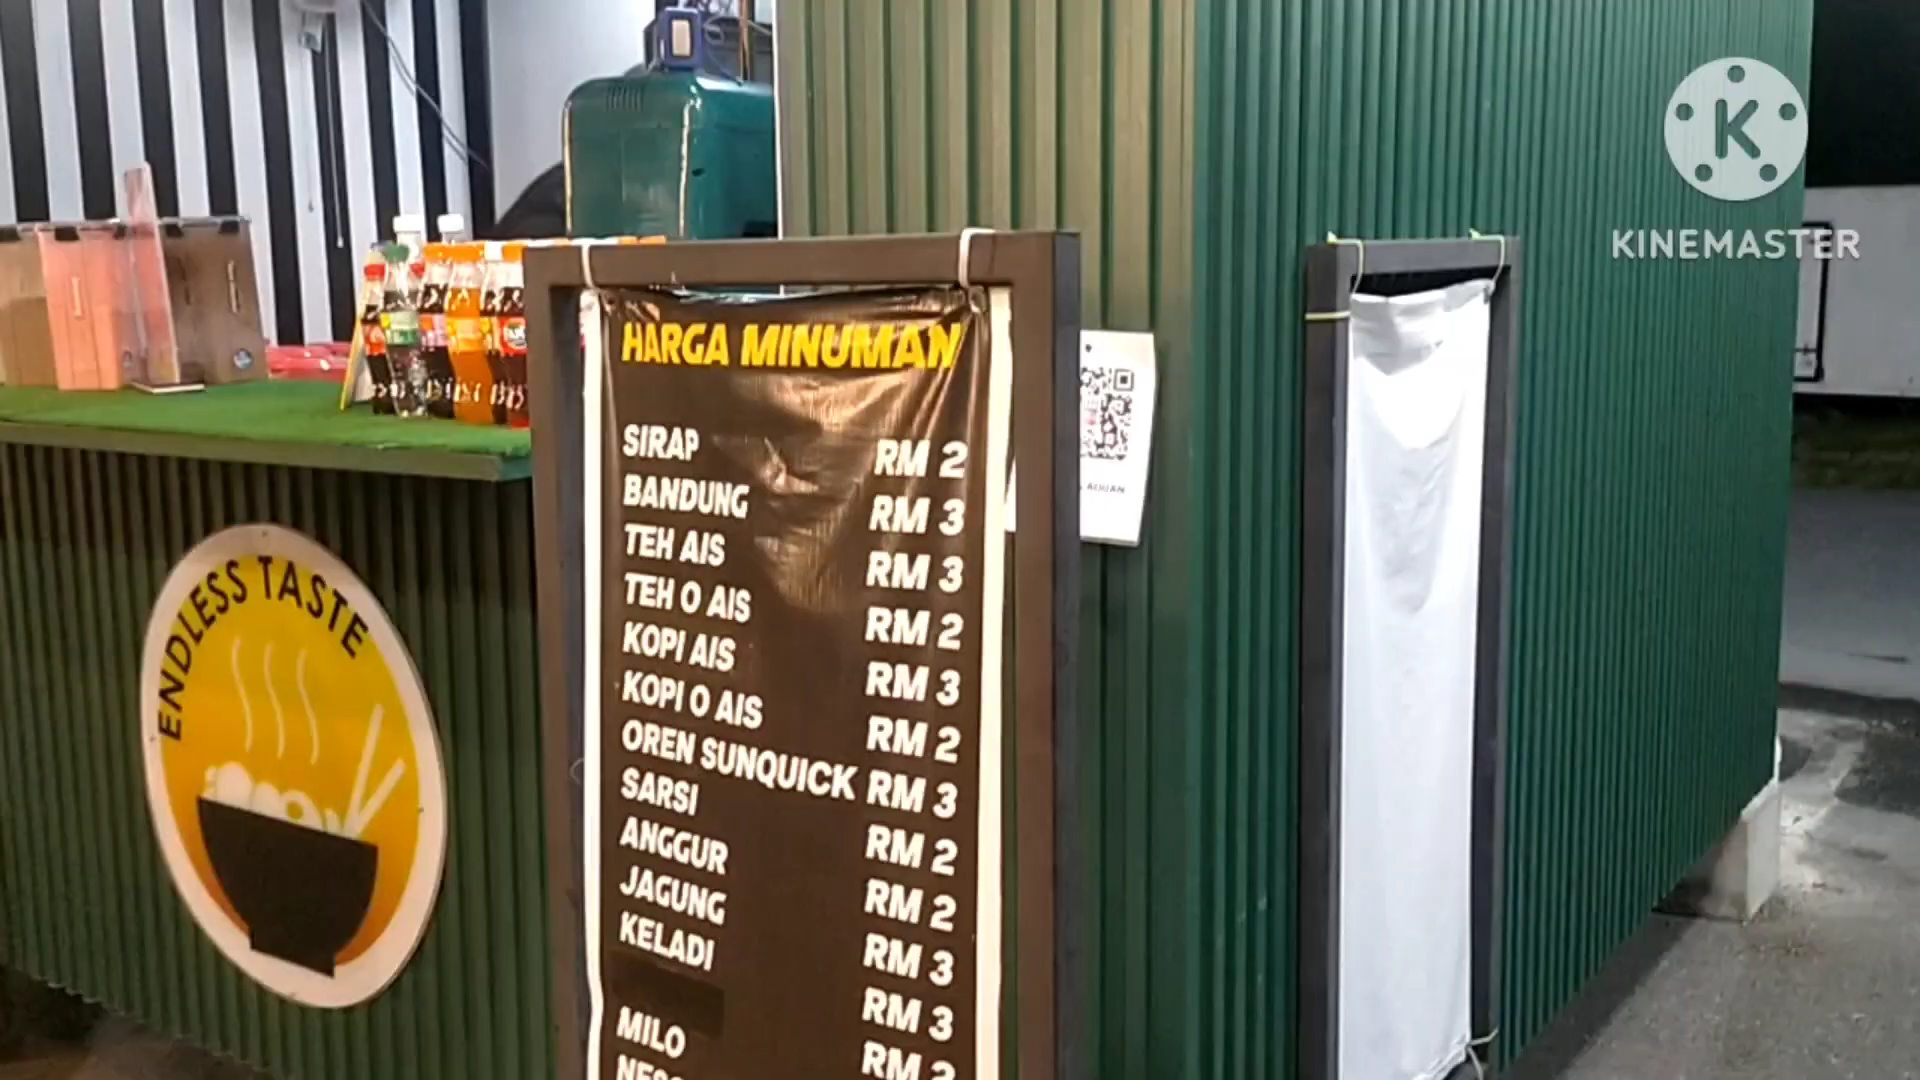 KINEMASTER
HARGA MINUMAN
SIRAP RM 2
BANDUNG RM 3
TEH AIS RM 3
TEH O AIS RM 2
KOPI AIS RM 3
KOPI O AIS RM 2
OREN SUNQUICK RM 3
SARSI RM 2
ANGGUR RM 2
JAGUNG RM 3
KELADI RM 3
MILO RM
ENDLESS TASTE